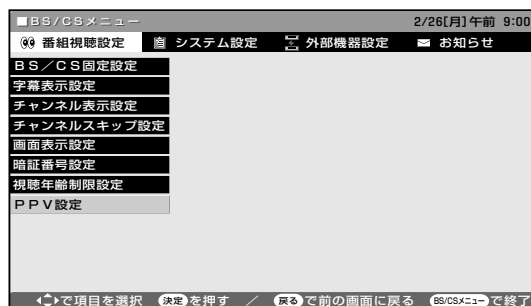 ■BS/CSメニュー 2/26[月]午前 9:00
番組視聴設定 システム設定 外部機器設定 お知らせ
BS/CS固定設定
字幕表示設定
チャンネル表示設定
チャンネルスキップ設定
画面表示設定
暗証番号設定
視聴年齢制限設定
PPV設定
で項目を選択 決定を押す / 戻るで前の画面に戻る BS/CSメニューで終了